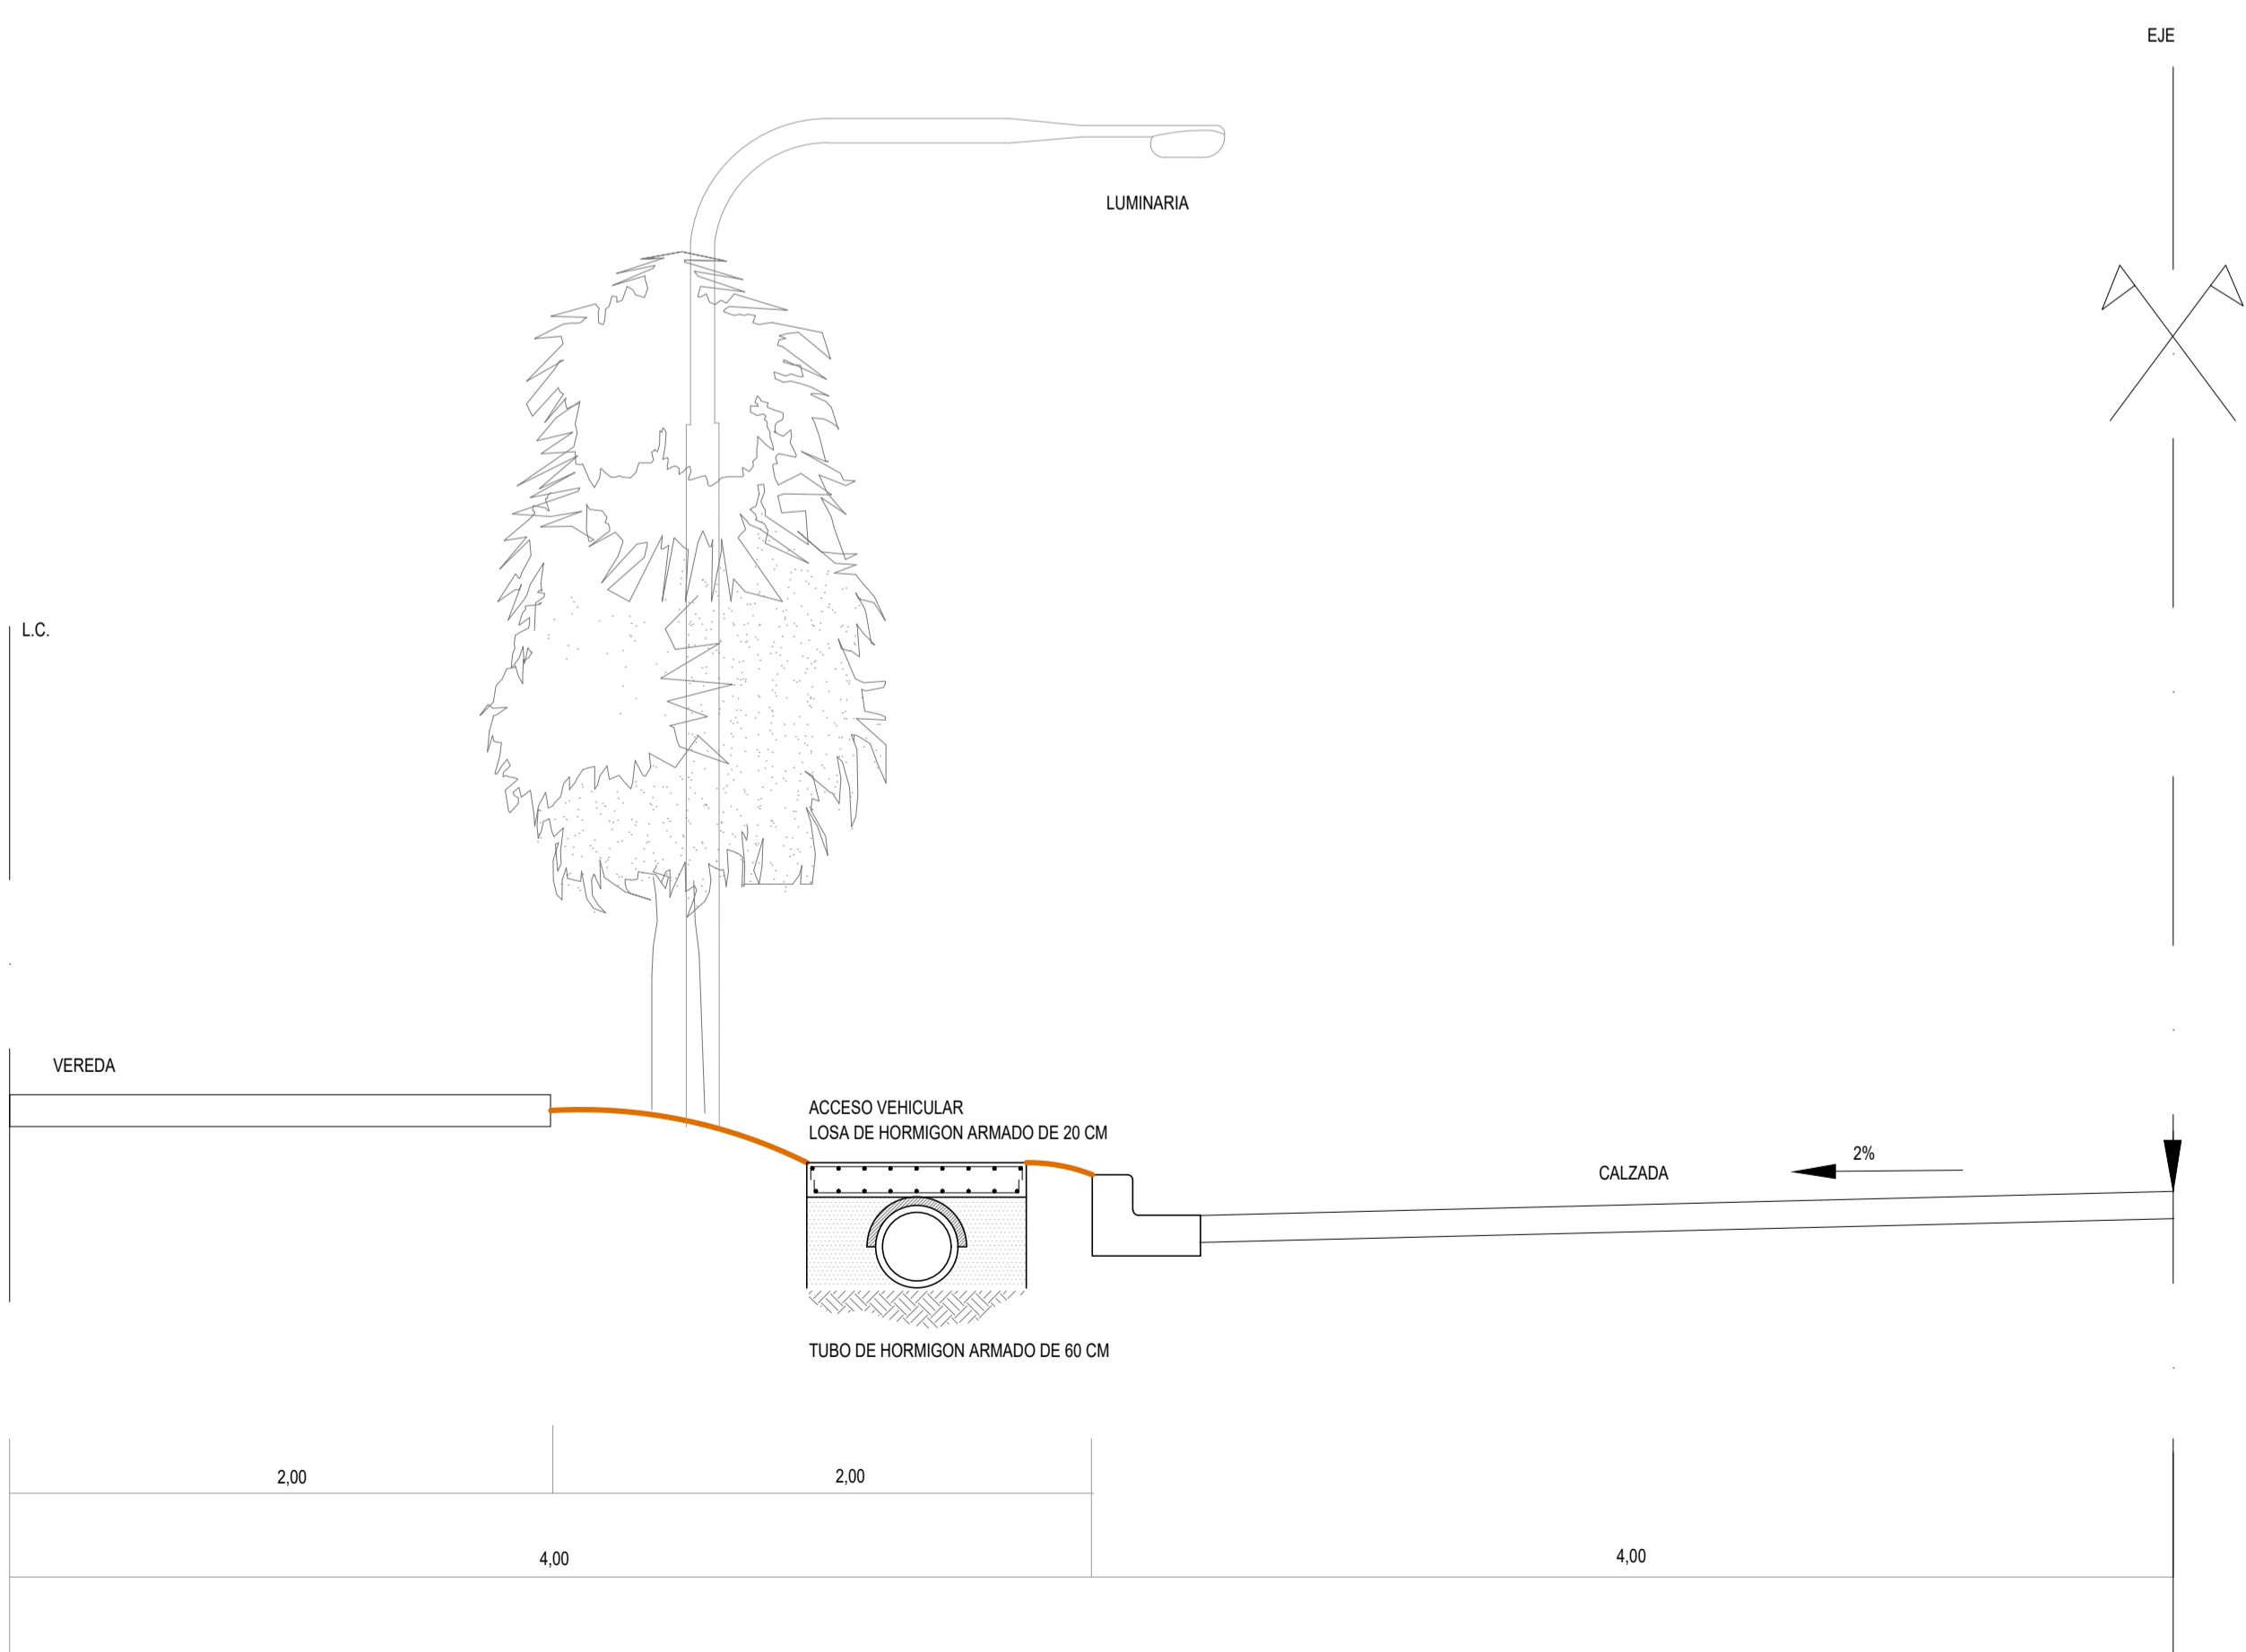 EJE
LUMINARIA
L.C.
VEREDA
ACCESO VEHICULAR
LOSA DE HORMIGON ARMADO DE 20 CM
2%
CALZADA
TUBO DE HORMIGON ARMADO DE 60 CM
2,00
2,00
4,00
4,00